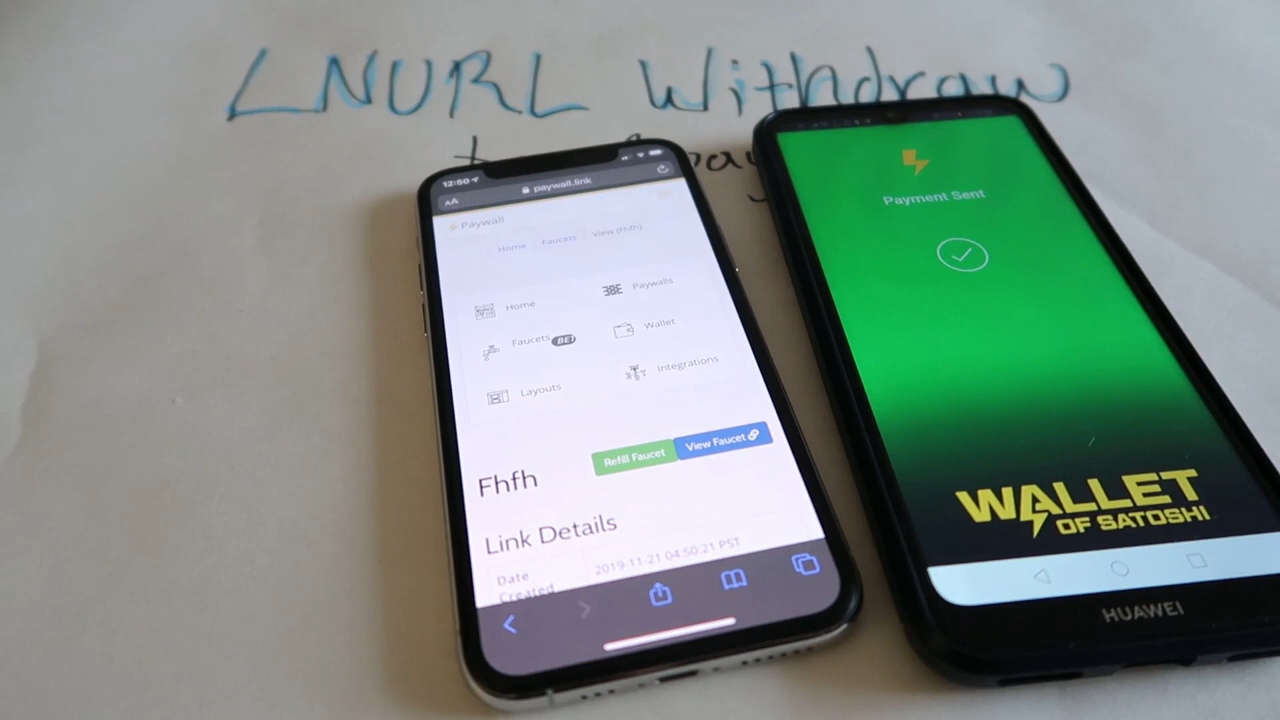 LNURL Withdraw
12:50
paywall.link
AA
Paywall
Home / Faucets / View (Fhfh)
Home
Paywalls
Faucets BET
Wallet
Layouts
Integrations
Refill Faucet
View Faucet
Fhfh
Link Details
Date Created
2019-11-21 04:50:21 PST
Payment Sent
WALLET
OF SATOSHI
HUAWEI